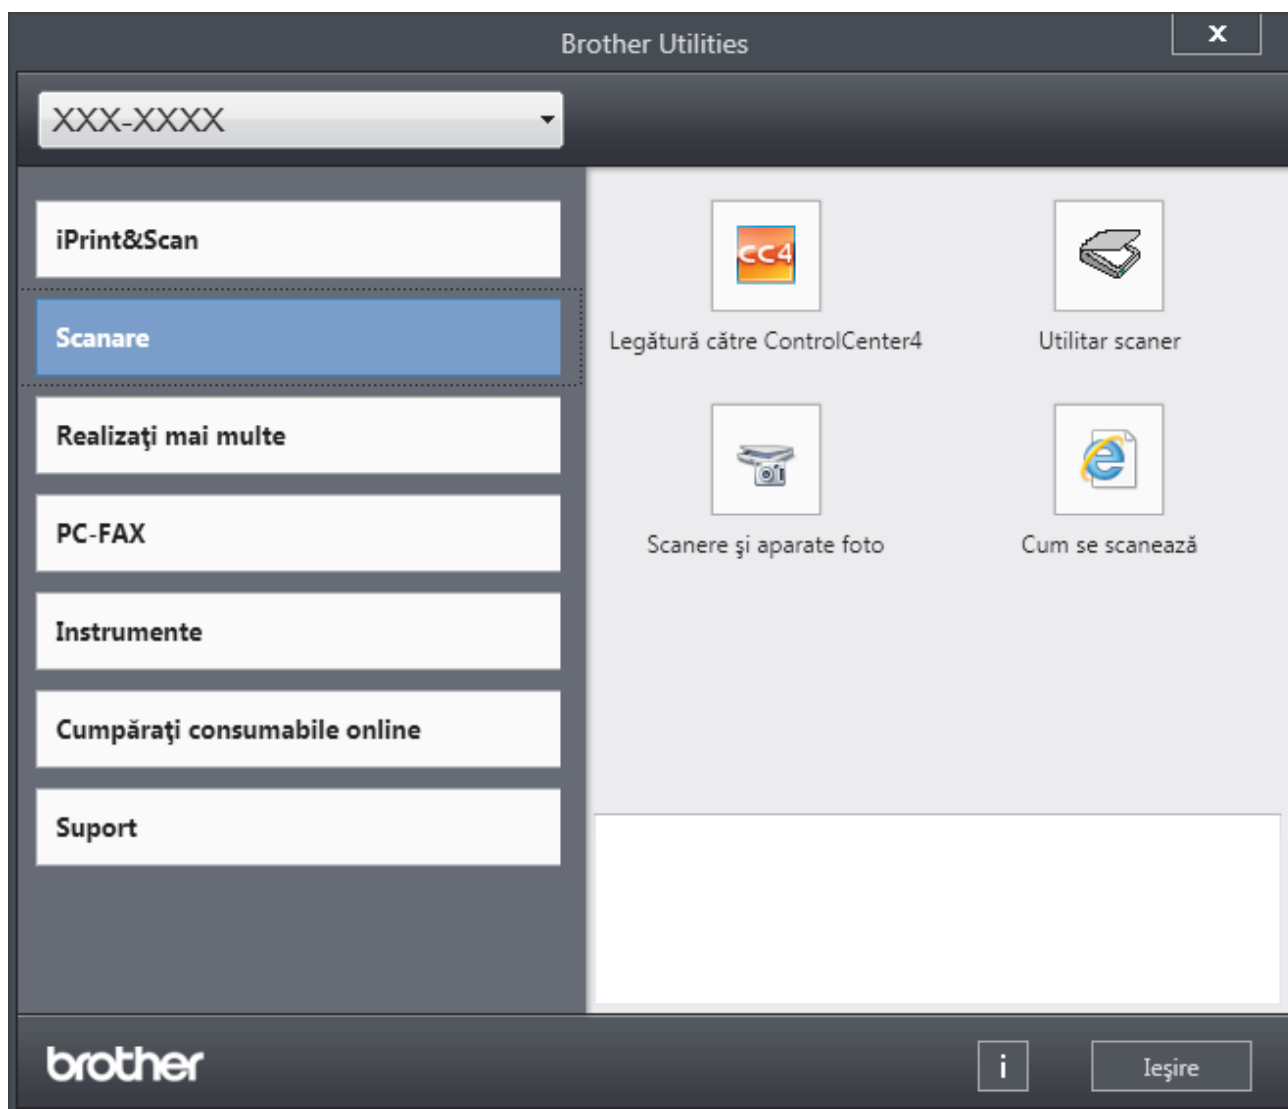 Brother Utilities
x
XXX-XXXX
iPrint&Scan
Scanare
Realizaţi mai multe
PC-FAX
Instrumente
Cumpăraţi consumabile online
Suport
CC4
Legătură către ControlCenter4
Utilitar scaner
Scanere şi aparate foto
Cum se scanează
brother
i
Ieşire